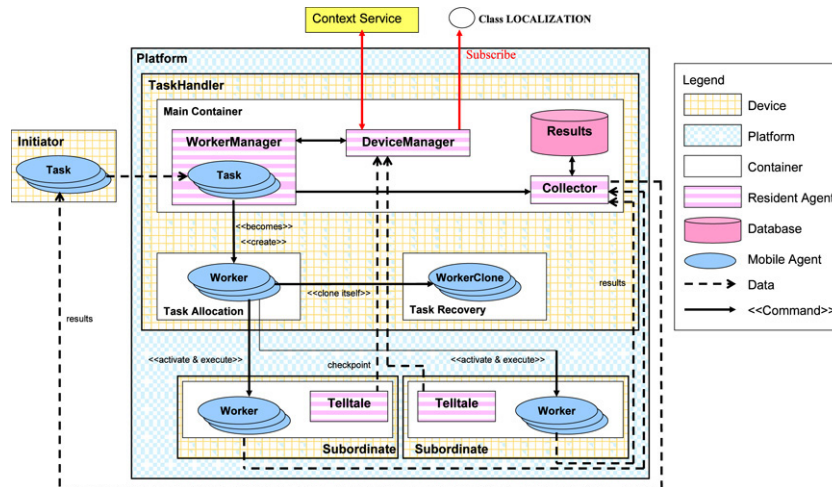 Context Service
Class LOCALIZATION
Subscribe
Platform
TaskHandler
Main Container
WorkerManager
DeviceManager
Results
Task
Collector
Initiator
Task
<<becomes>>
<<create>>
Worker
<<clone itself>>
WorkerClone
Task Allocation
Task Recovery
results
results
<<activate & execute>>
checkpoint
<<activate & execute>>
Worker
Telltale
Telltale
Worker
Subordinate
Subordinate
Legend
Device
Platform
Container
Resident Agent
Database
Mobile Agent
Data
<<Command>>